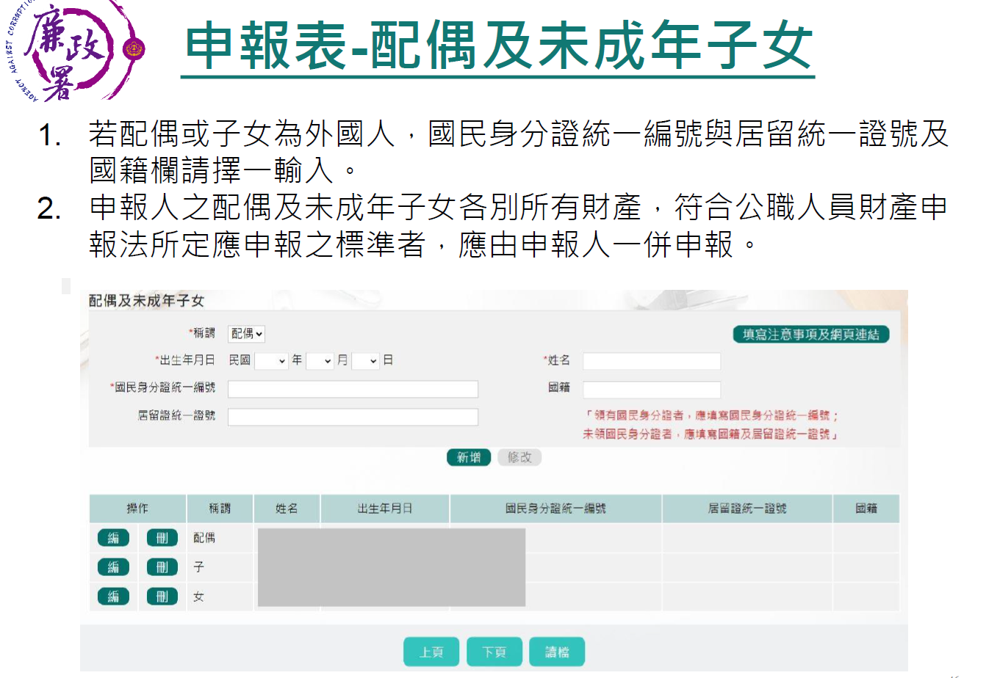 廉政署
AGENCY AGAINST CORRUPTION
申報表-配偶及未成年子女
1. 若配偶或子女為外國人，國民身分證統一編號與居留統一證號及
國籍欄請擇一輸入。
2. 申報人之配偶及未成年子女各別所有財產，符合公職人員財產申
報法所定應申報之標準者，應由申報人一併申報。
配偶及未成年子女
*稱謂 配偶
填寫注意事項及網頁連結
*出生年月日 民國 年 月 日 *姓名
*國民身分證統一編號 國籍
居留證統一證號
「領有國民身分證者，應填寫國民身分證統一編號；
未領國民身分證者，應填寫國籍及居留證統一證號」
新增 修改
操作 稱謂 姓名 出生年月日 國民身分證統一編號 居留證統一證號 國籍
編 刪 配偶
編 刪 子
編 刪 女
上頁 下頁 讀檔